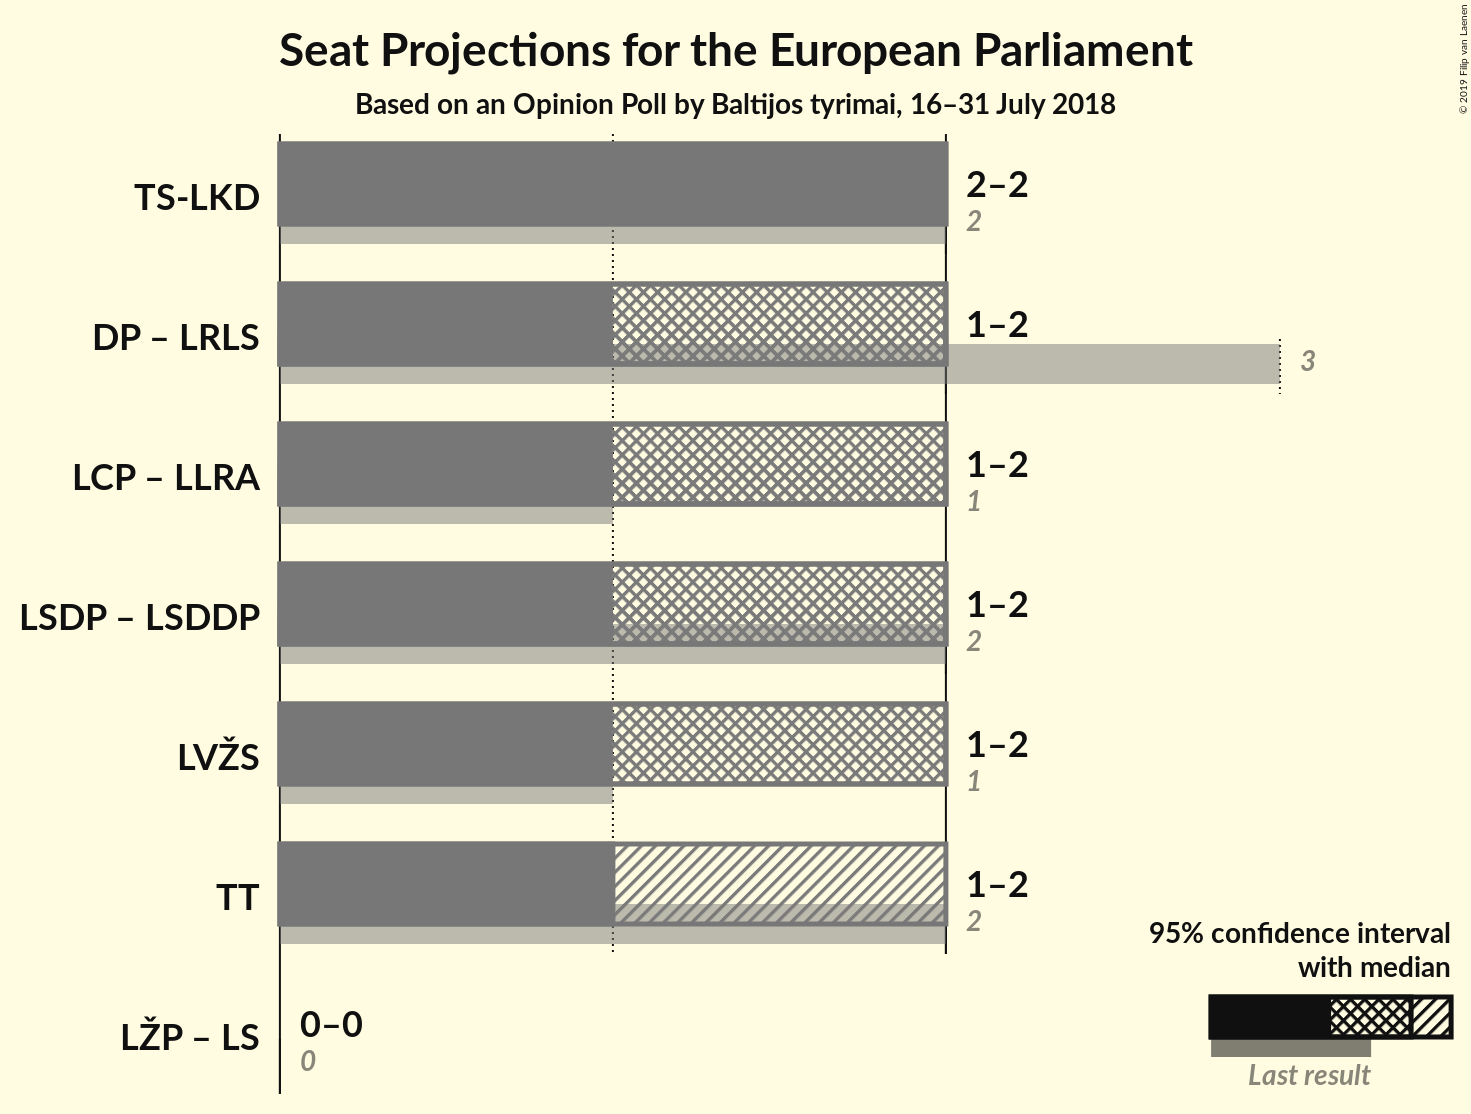 Seat Projections for the European Parliament
Based on an Opinion Poll by Baltijos tyrimai, 16–31 July 2018
© 2019 Filip van Laenen
TS-LKD
2–2
2
DP – LRLS
1–2
3
LCP – LLRA
1–2
1
LSDP – LSDDP
1–2
2
LVŽS
1–2
1
TT
1–2
2
LŽP – LS
0–0
0
95% confidence interval
with median
Last result